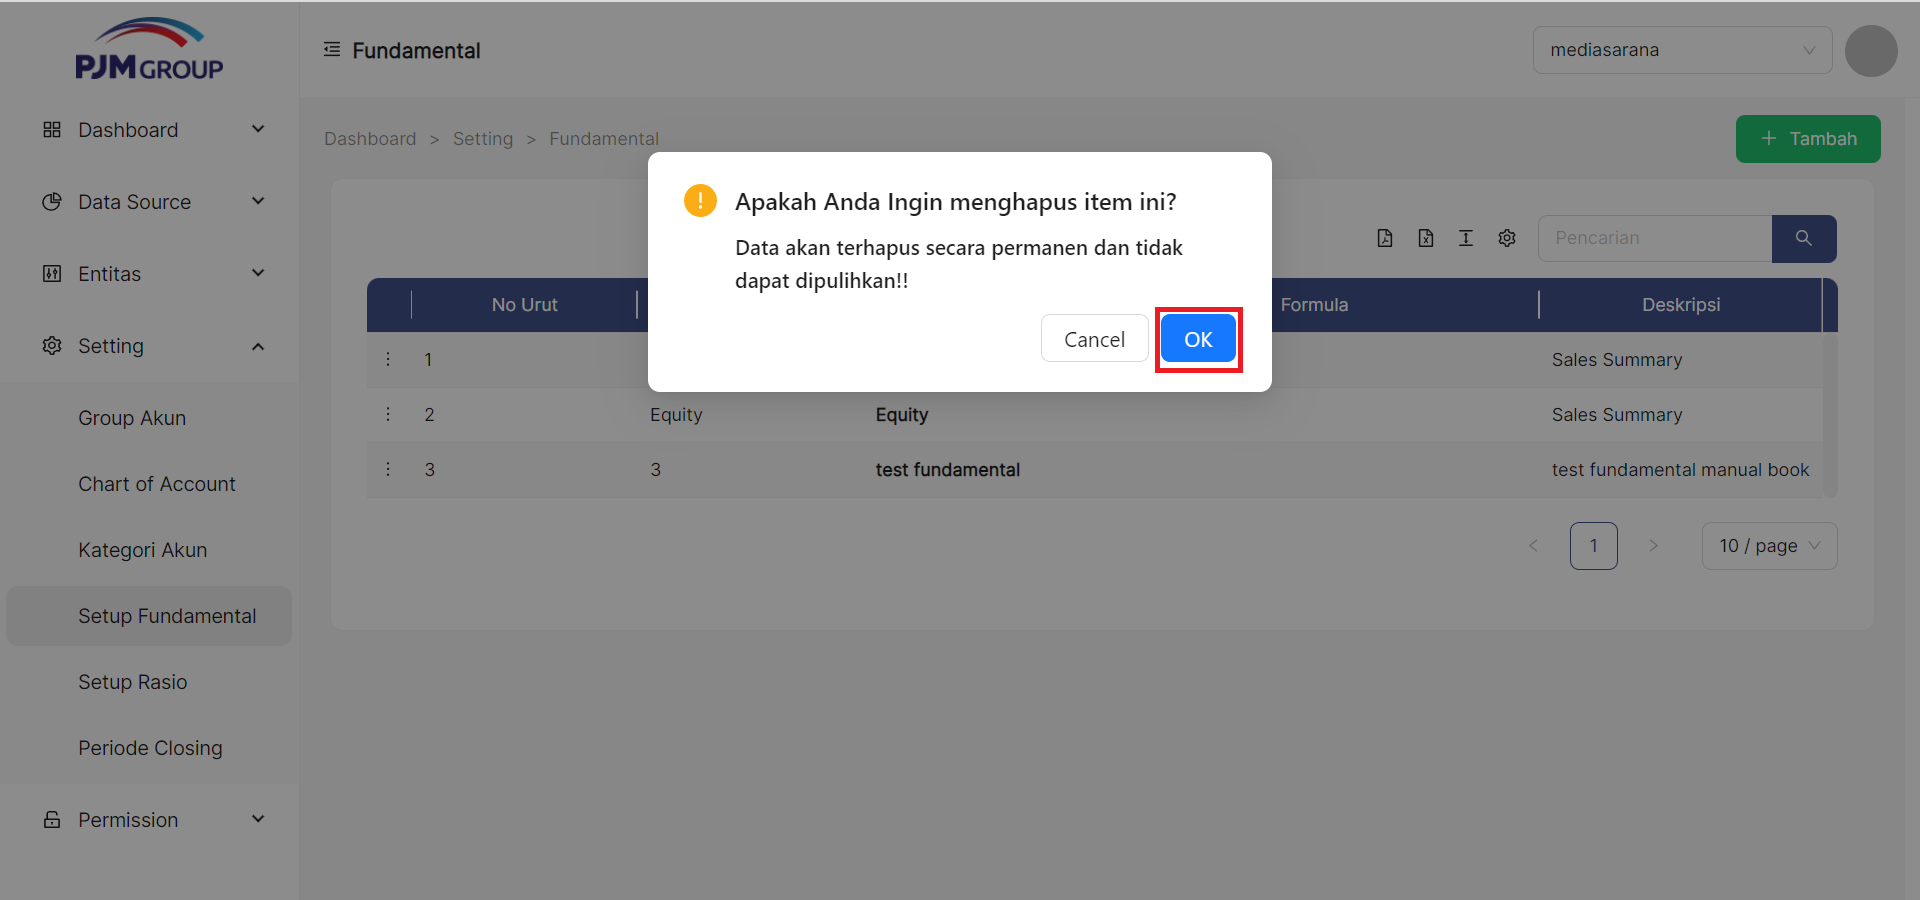 PJM GROUP
Fundamental
mediasarana
Dashboard
Data Source
Entitas
Setting
Group Akun
Chart of Account
Kategori Akun
Setup Fundamental
Setup Rasio
Periode Closing
Permission
Dashboard > Setting > Fundamental
+ Tambah
Apakah Anda Ingin menghapus item ini?
Data akan terhapus secara permanen dan tidak
dapat dipulihkan!!
Cancel OK
Pencarian
No Urut Formula Deskripsi
1 Sales Summary
2 Equity Equity Sales Summary
3 3 test fundamental test fundamental manual book
< 1 > 10 / page